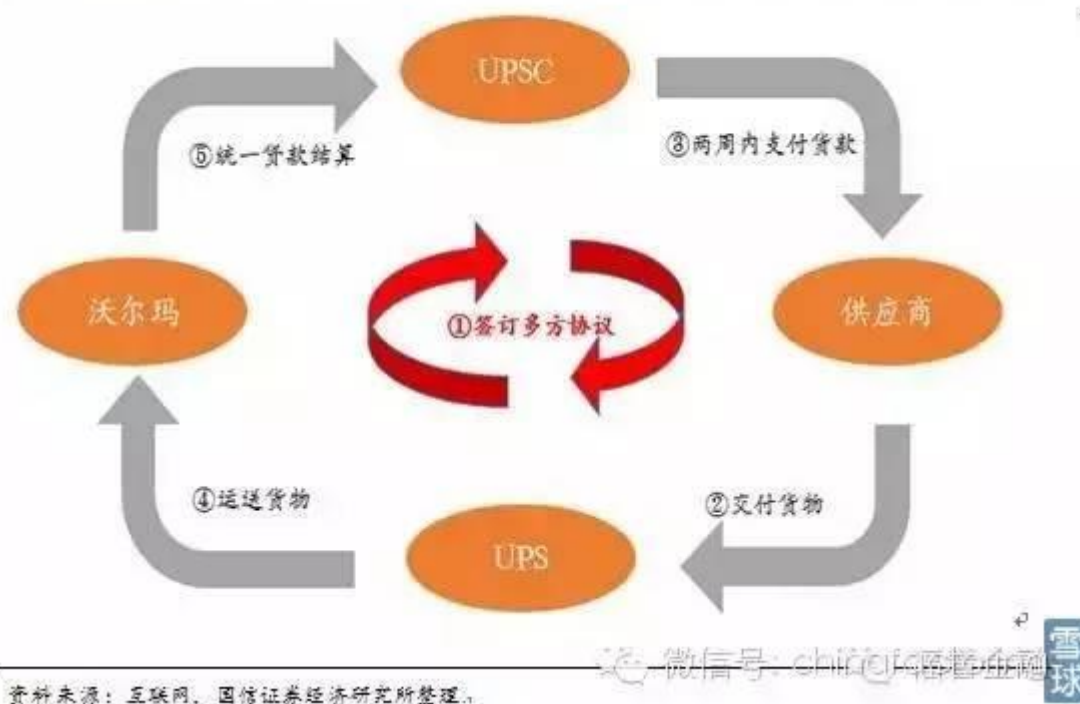 UPSC
③两周内支付货款
⑤统一货款结算
沃尔玛
①签订多方协议
供应商
④运送货物
②交付货物
UPS
雪球
微信号:
资料来源:互联网、国信证券经济研究所整理。